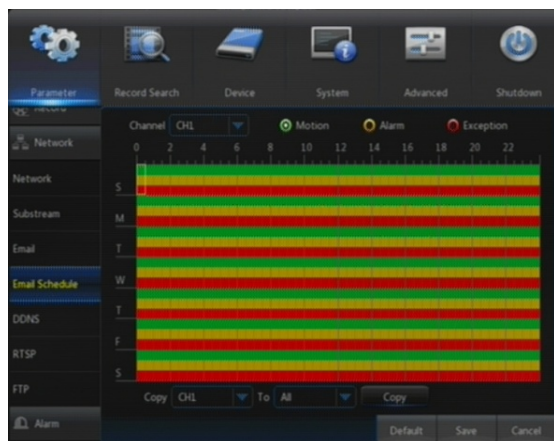 Parameter Record Search Device System Advanced Shutdown
Record
Network
Channel CH1 Motion Alarm Exception
0 2 4 6 8 10 12 14 16 18 20 22
Network
Substream
Email
Email Schedule
DDNS
RTSP
FTP
Alarm
S
M
T
W
T
F
S
Copy CH1 To All Copy
Default Save Cancel